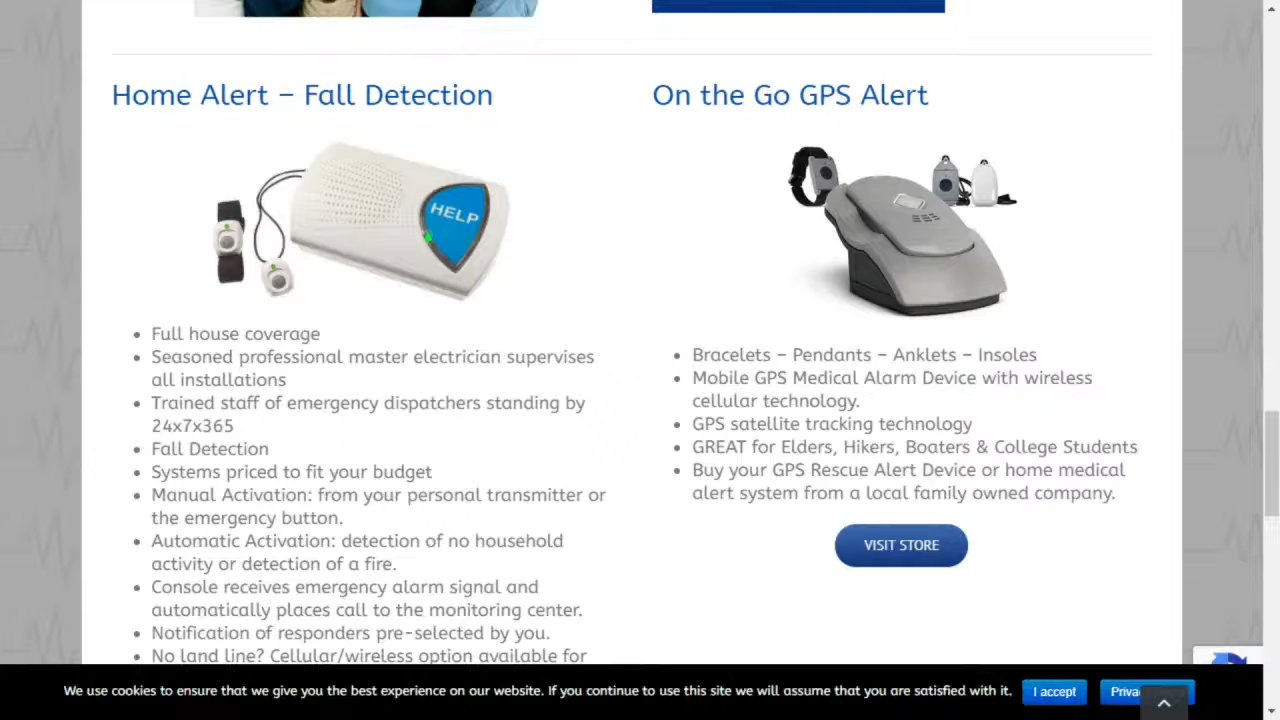 Home Alert – Fall Detection
HELP
Full house coverage
Seasoned professional master electrician supervises
all installations
Trained staff of emergency dispatchers standing by
24x7x365
Fall Detection
Systems priced to fit your budget
Manual Activation: from your personal transmitter or
the emergency button.
Automatic Activation: detection of no household
activity or detection of a fire.
Console receives emergency alarm signal and
automatically places call to the monitoring center.
Notification of responders pre-selected by you.
No land line? Cellular/wireless option available for
On the Go GPS Alert
Bracelets – Pendants – Anklets – Insoles
Mobile GPS Medical Alarm Device with wireless
cellular technology.
GPS satellite tracking technology
GREAT for Elders, Hikers, Boaters & College Students
Buy your GPS Rescue Alert Device or home medical
alert system from a local family owned company.
VISIT STORE
We use cookies to ensure that we give you the best experience on our website. If you continue to use this site we will assume that you are satisfied with it.
I accept